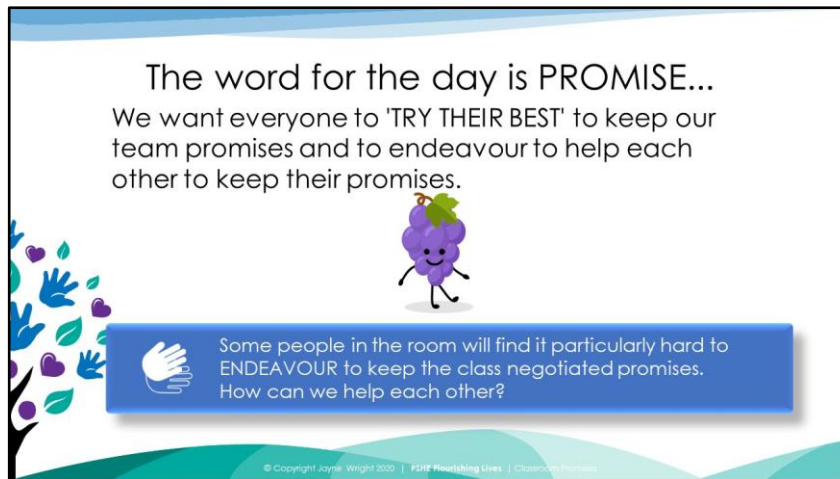 The word for the day is PROMISE...
We want everyone to 'TRY THEIR BEST' to keep our
team promises and to endeavour to help each
other to keep their promises.
Some people in the room will find it particularly hard to
ENDEAVOUR to keep the class negotiated promises.
How can we help each other?
© Copyright Jayne Wright 2020 | PSHE Flourishing Lives | Classroom Promises